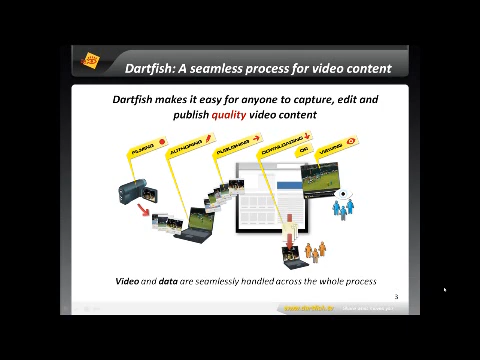 Dartfish: A seamless process for video content
Dartfish makes it easy for anyone to capture, edit and
publish quality video content
FILMING
AUTHORING
PUBLISHING
DOWNLOADING
OR
VIEWING
Video and data are seamlessly handled across the whole process
3
www.dartfish.tv